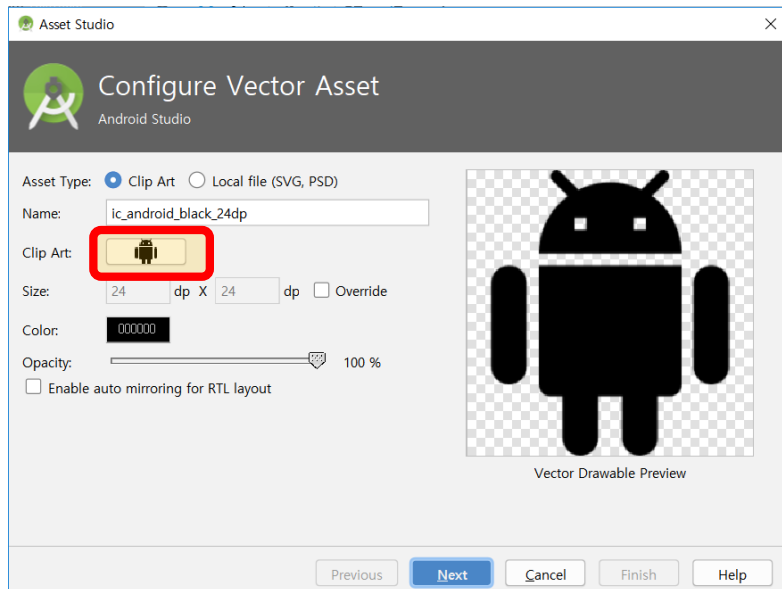 Asset Studio
Configure Vector Asset
Android Studio
Asset Type: Clip Art Local file (SVG, PSD)
Name: ic_android_black_24dp
Clip Art:
Size: 24 dp X 24 dp Override
Color: 000000
Opacity: 100 %
Enable auto mirroring for RTL layout
Vector Drawable Preview
Previous Next Cancel Finish Help